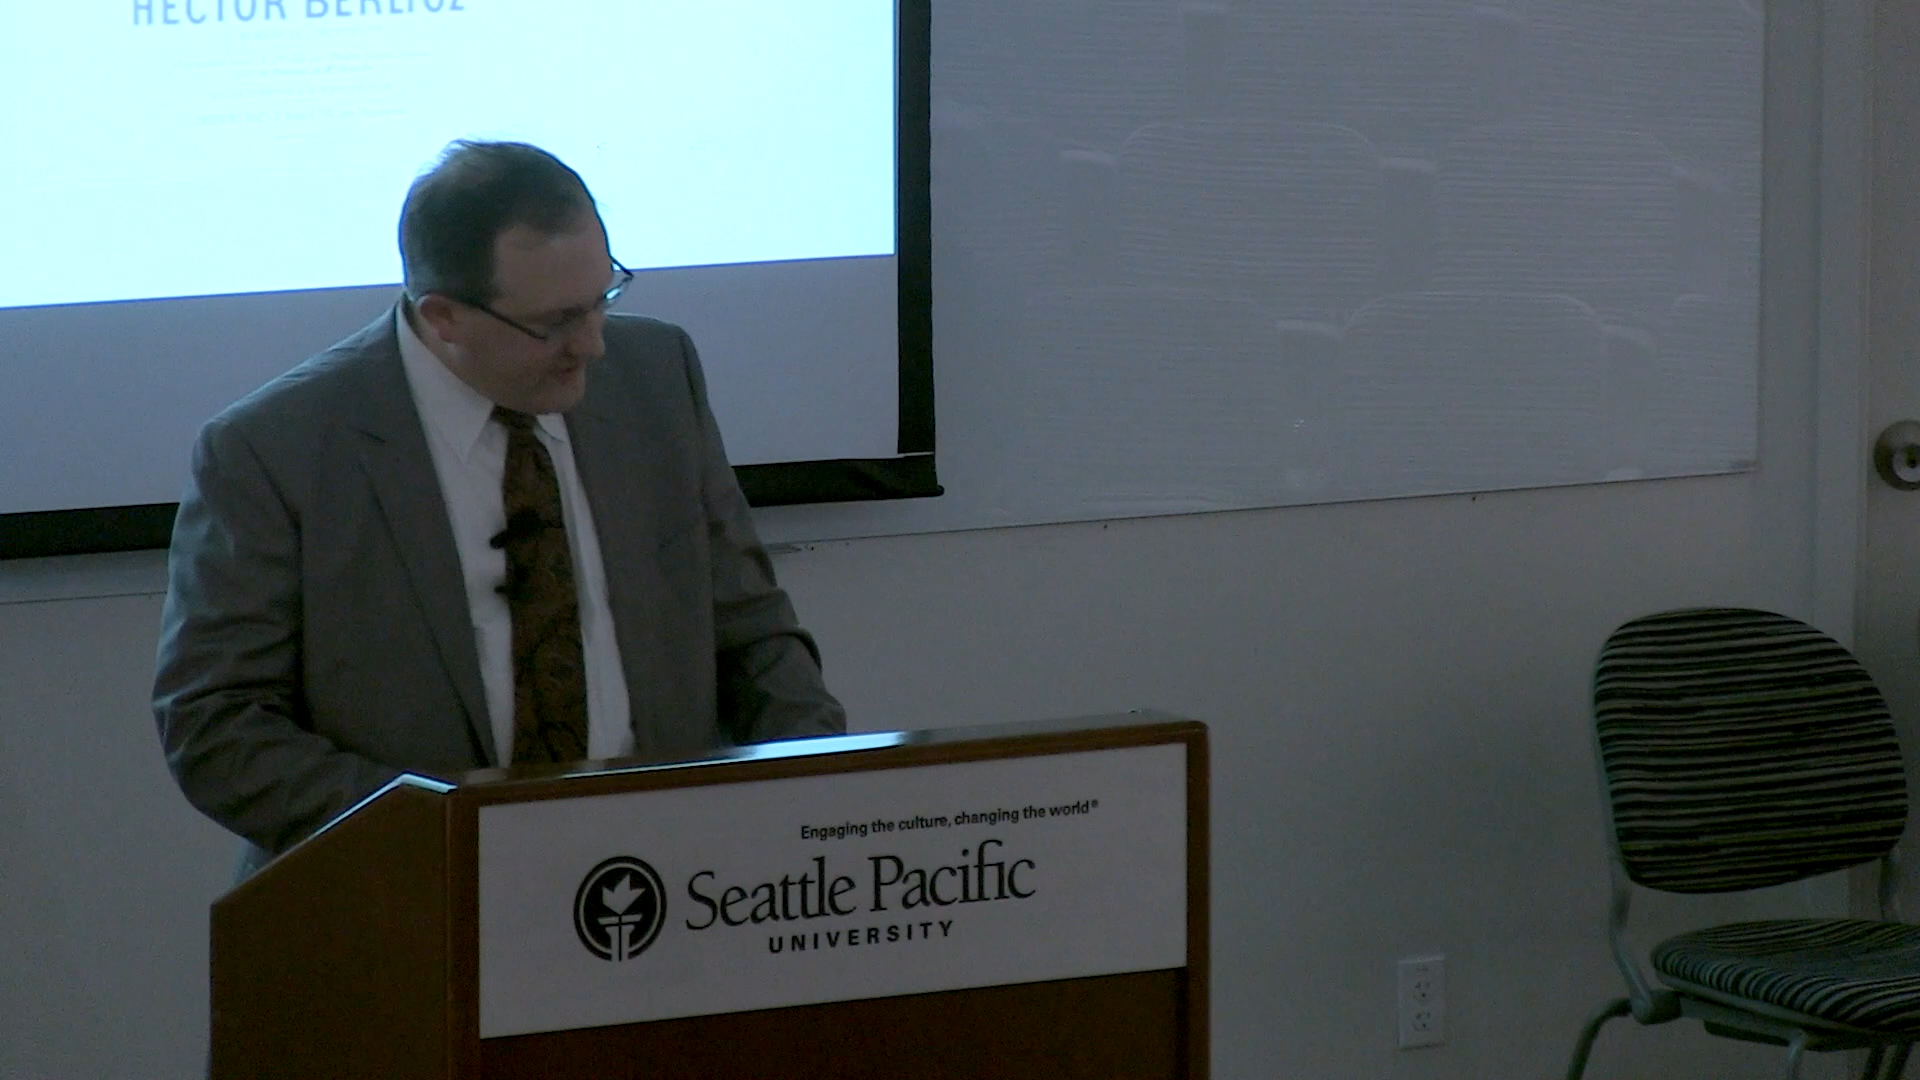 HECTOR BERLIOZ
Engaging the culture, changing the world®
Seattle Pacific
UNIVERSITY